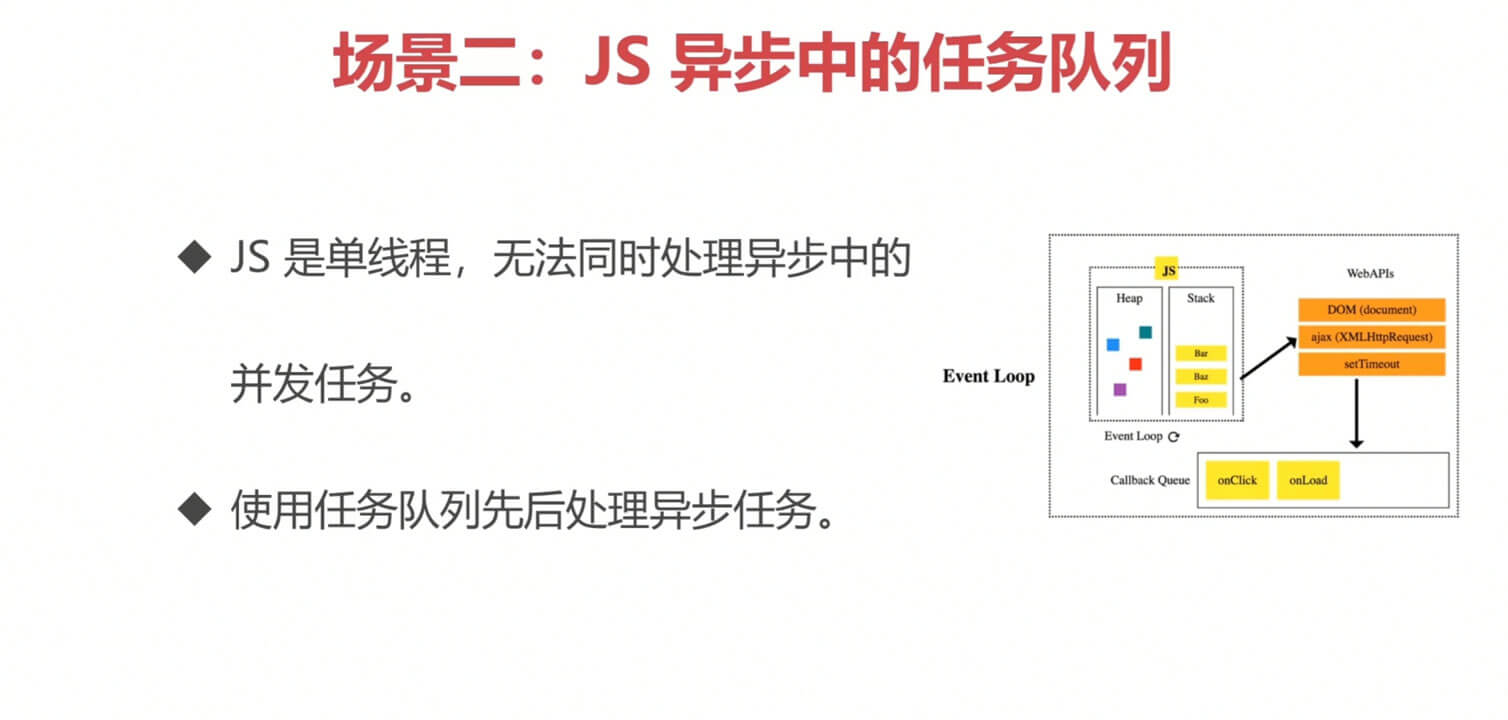 场景二：JS 异步中的任务队列
◆ JS 是单线程，无法同时处理异步中的
并发任务。
◆ 使用任务队列先后处理异步任务。
Event Loop
JS
Heap
Stack
Bar
Baz
Foo
WebAPIs
DOM (document)
ajax (XMLHttpRequest)
setTimeout
Event Loop
Callback Queue
onClick
onLoad